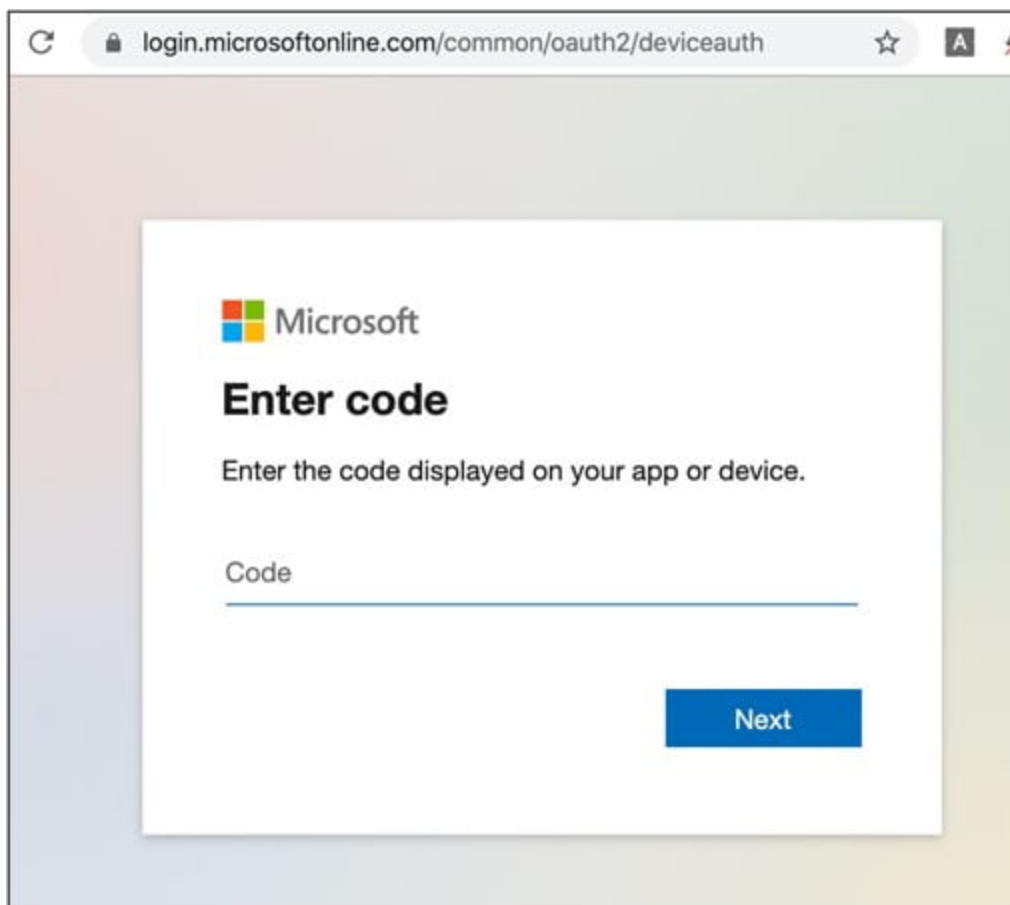 login.microsoftonline.com/common/oauth2/deviceauth
A
Microsoft
Enter code
Enter the code displayed on your app or device.
Code
Next